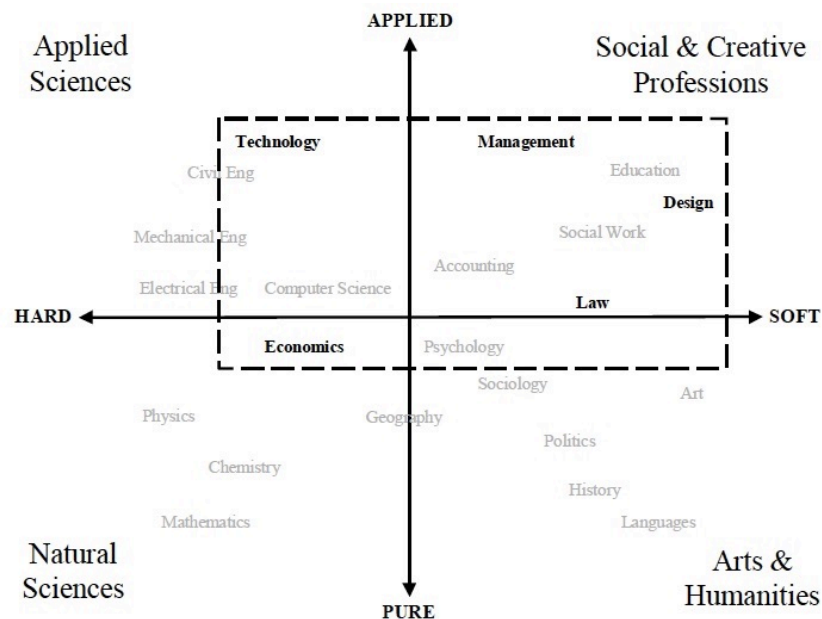 APPLIED
Applied
Sciences
Social & Creative
Professions
Technology
Management
Civil Eng
Education
Design
Mechanical Eng
Social Work
Accounting
Electrical Eng
Computer Science
Law
HARD
SOFT
Economics
Psychology
Sociology
Art
Physics
Geography
Politics
Chemistry
History
Mathematics
Languages
Natural
Sciences
Arts &
Humanities
PURE